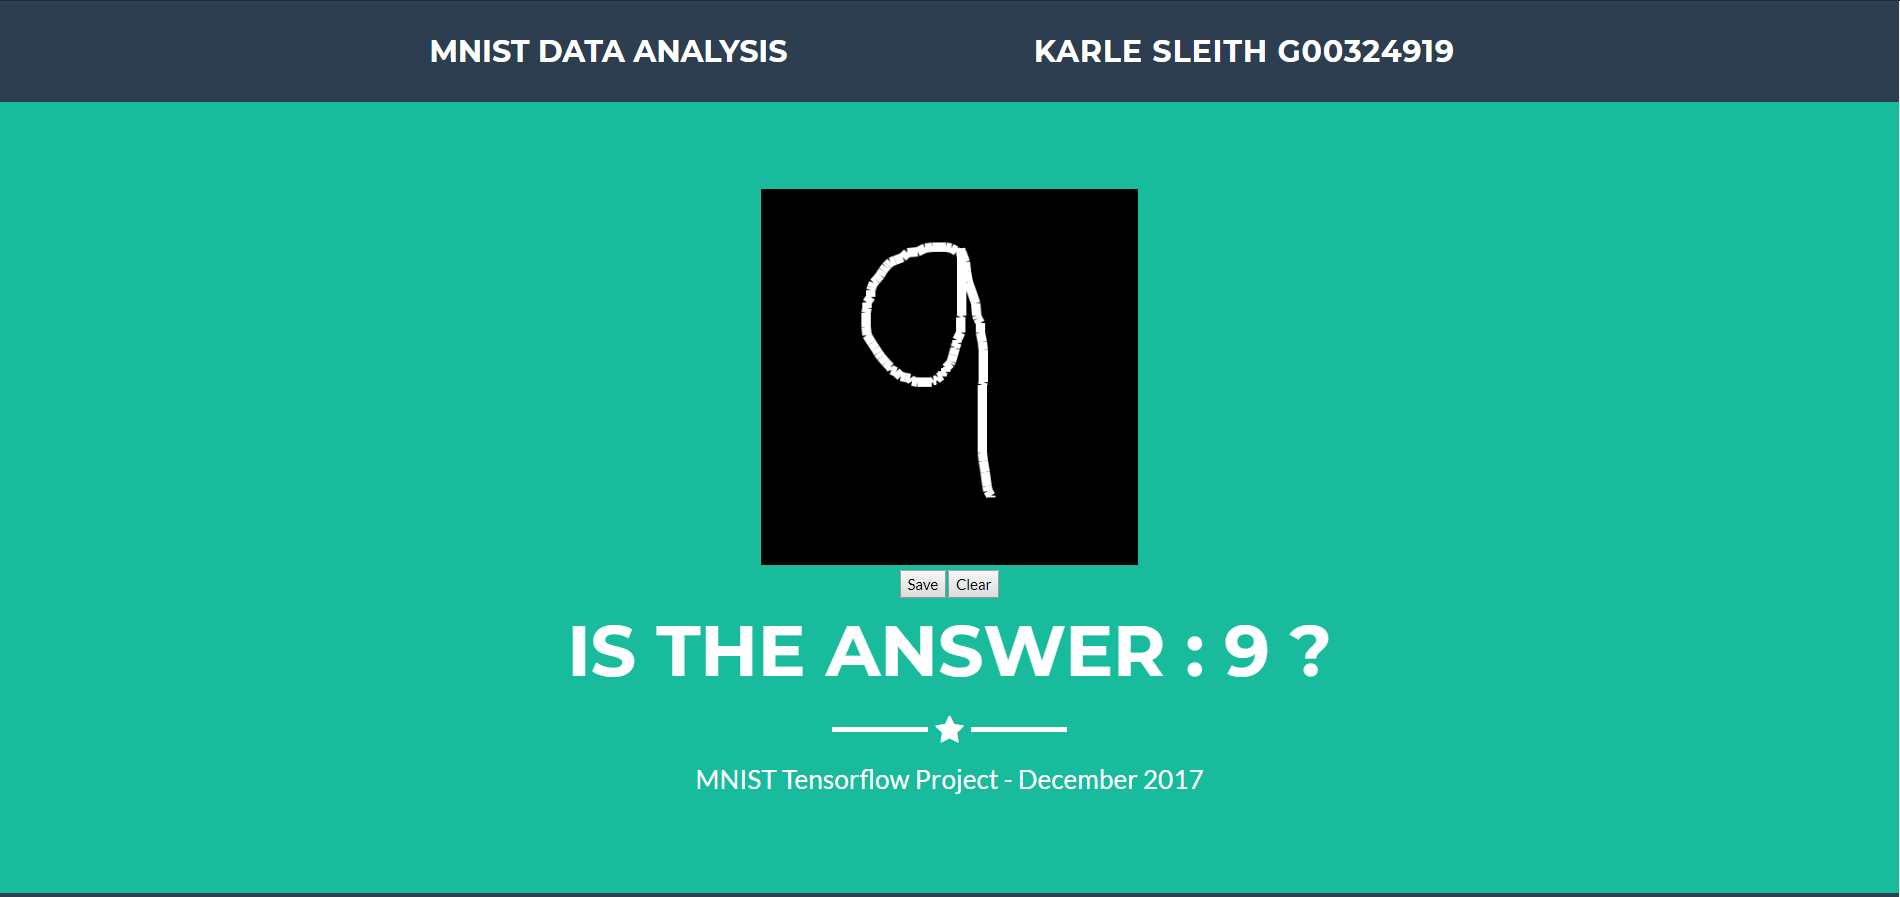 MNIST DATA ANALYSIS
KARLE SLEITH G00324919
9
Save Clear
IS THE ANSWER : 9 ?
MNIST Tensorflow Project - December 2017